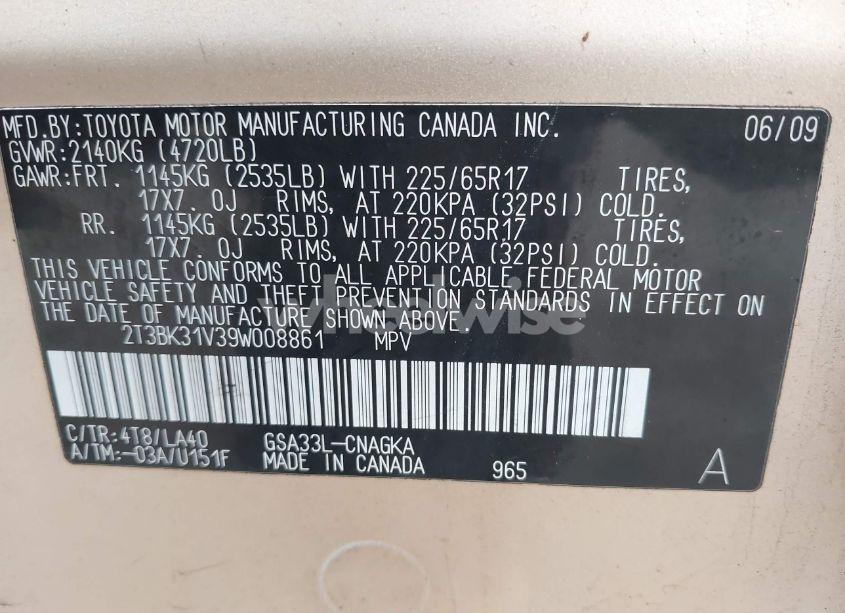 MFD.BY:TOYOTA MOTOR MANUFACTURING CANADA INC. 06/09
GVWR:2140KG (4720LB)
GAWR:FRT. 1145KG (2535LB) WITH 225/65R17 TIRES,
17X7.0J RIMS, AT 220KPA (32PSI) COLD.
RR. 1145KG (2535LB) WITH 225/65R17 TIRES,
17X7.0J RIMS, AT 220KPA (32PSI) COLD.
THIS VEHICLE CONFORMS TO ALL APPLICABLE FEDERAL MOTOR
VEHICLE SAFETY AND THEFT PREVENTION STANDARDS IN EFFECT ON
THE DATE OF MANUFACTURE SHOWN ABOVE.
wheelwise
2T3BK31V39W008861 MPV
C/TR:4T8/LA40 GSA33L-CNAGKA
A/TM:-03A/U151F MADE IN CANADA 965 A